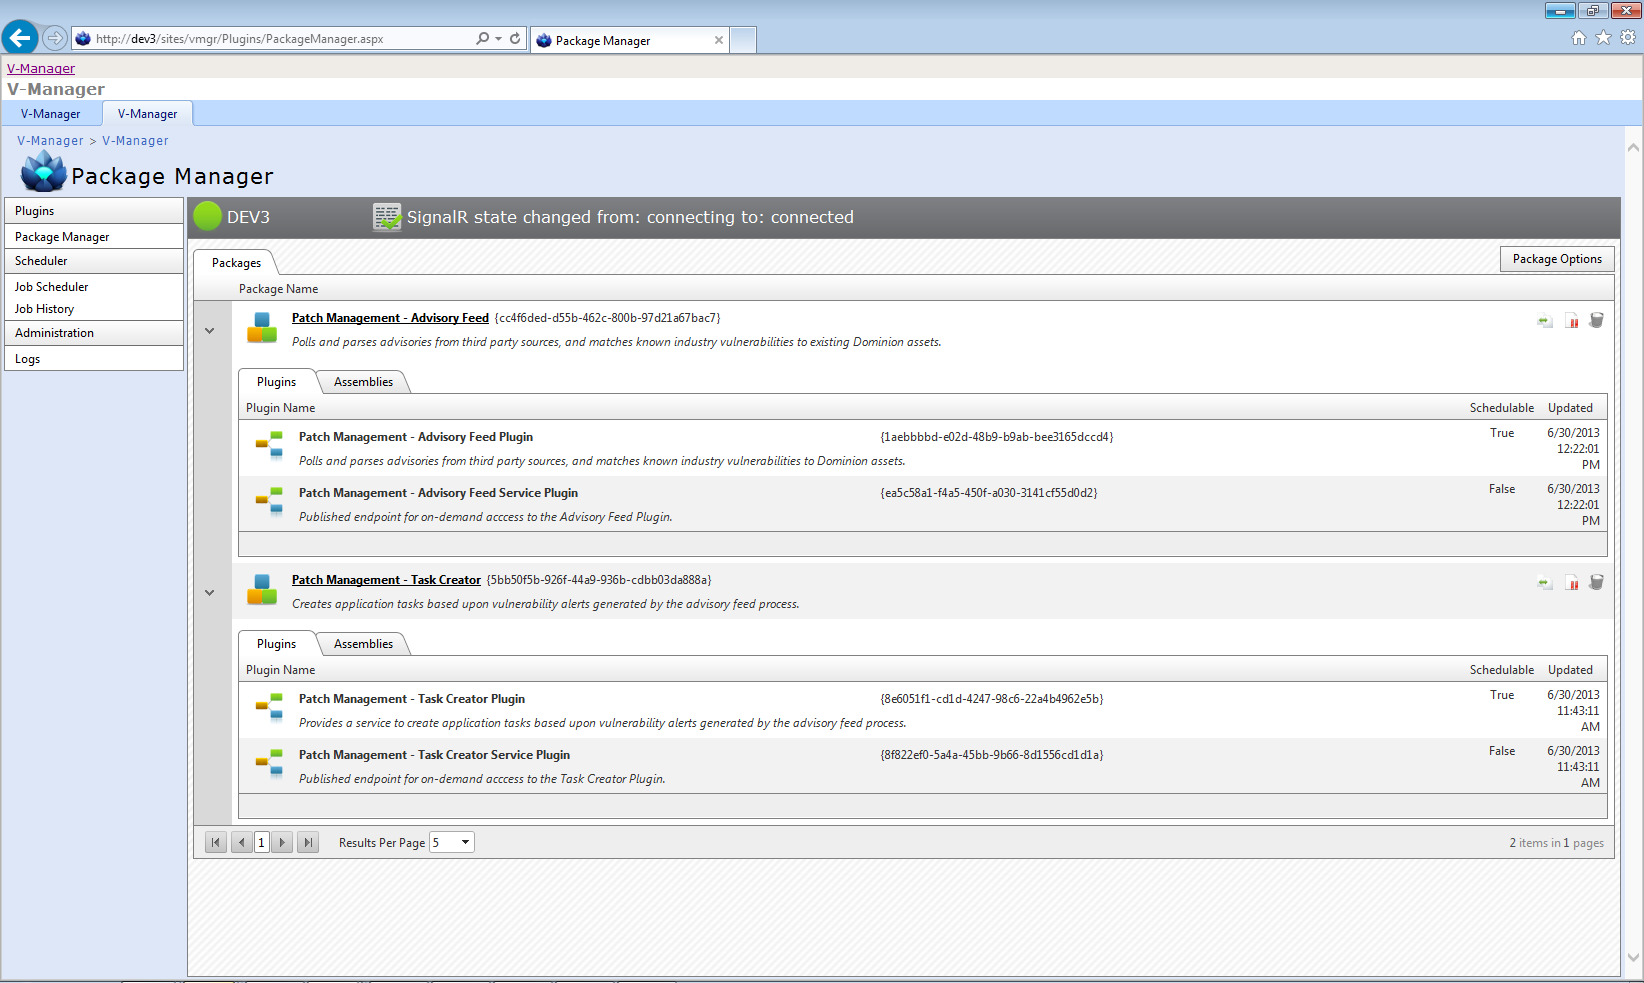 http://dev3/sites/vmgr/Plugins/PackageManager.aspx
Package Manager
V-Manager
V-Manager
V-Manager
V-Manager
V-Manager > V-Manager
Package Manager
Plugins
Package Manager
Scheduler
Job Scheduler
Job History
Administration
Logs
DEV3
SignalR state changed from: connecting to: connected
Packages
Package Options
Package Name
Patch Management - Advisory Feed {cc4f6ded-d55b-462c-800b-97d21a67bac7}
Polls and parses advisories from third party sources, and matches known industry vulnerabilities to existing Dominion assets.
Plugins Assemblies
Plugin Name Schedulable Updated
Patch Management - Advisory Feed Plugin {1aebbbbd-e02d-48b9-b9ab-bee3165dccd4} True 6/30/2013
12:22:01
PM
Polls and parses advisories from third party sources, and matches known industry vulnerabilities to Dominion assets.
Patch Management - Advisory Feed Service Plugin {ea5c58a1-f4a5-450f-a030-3141cf55d0d2} False 6/30/2013
12:22:01
PM
Published endpoint for on-demand acccess to the Advisory Feed Plugin.
Patch Management - Task Creator {5bb50f5b-926f-44a9-936b-cdbb03da888a}
Creates application tasks based upon vulnerability alerts generated by the advisory feed process.
Plugins Assemblies
Plugin Name Schedulable Updated
Patch Management - Task Creator Plugin {8e6051f1-cd1d-4247-98c6-22a4b4962e5b} True 6/30/2013
11:43:11
AM
Provides a service to create application tasks based upon vulnerability alerts generated by the advisory feed process.
Patch Management - Task Creator Service Plugin {8f822ef0-5a4a-45bb-9b66-8d1556cd1d1a} False 6/30/2013
11:43:11
AM
Published endpoint for on-demand acccess to the Task Creator Plugin.
1 Results Per Page 5 2 items in 1 pages